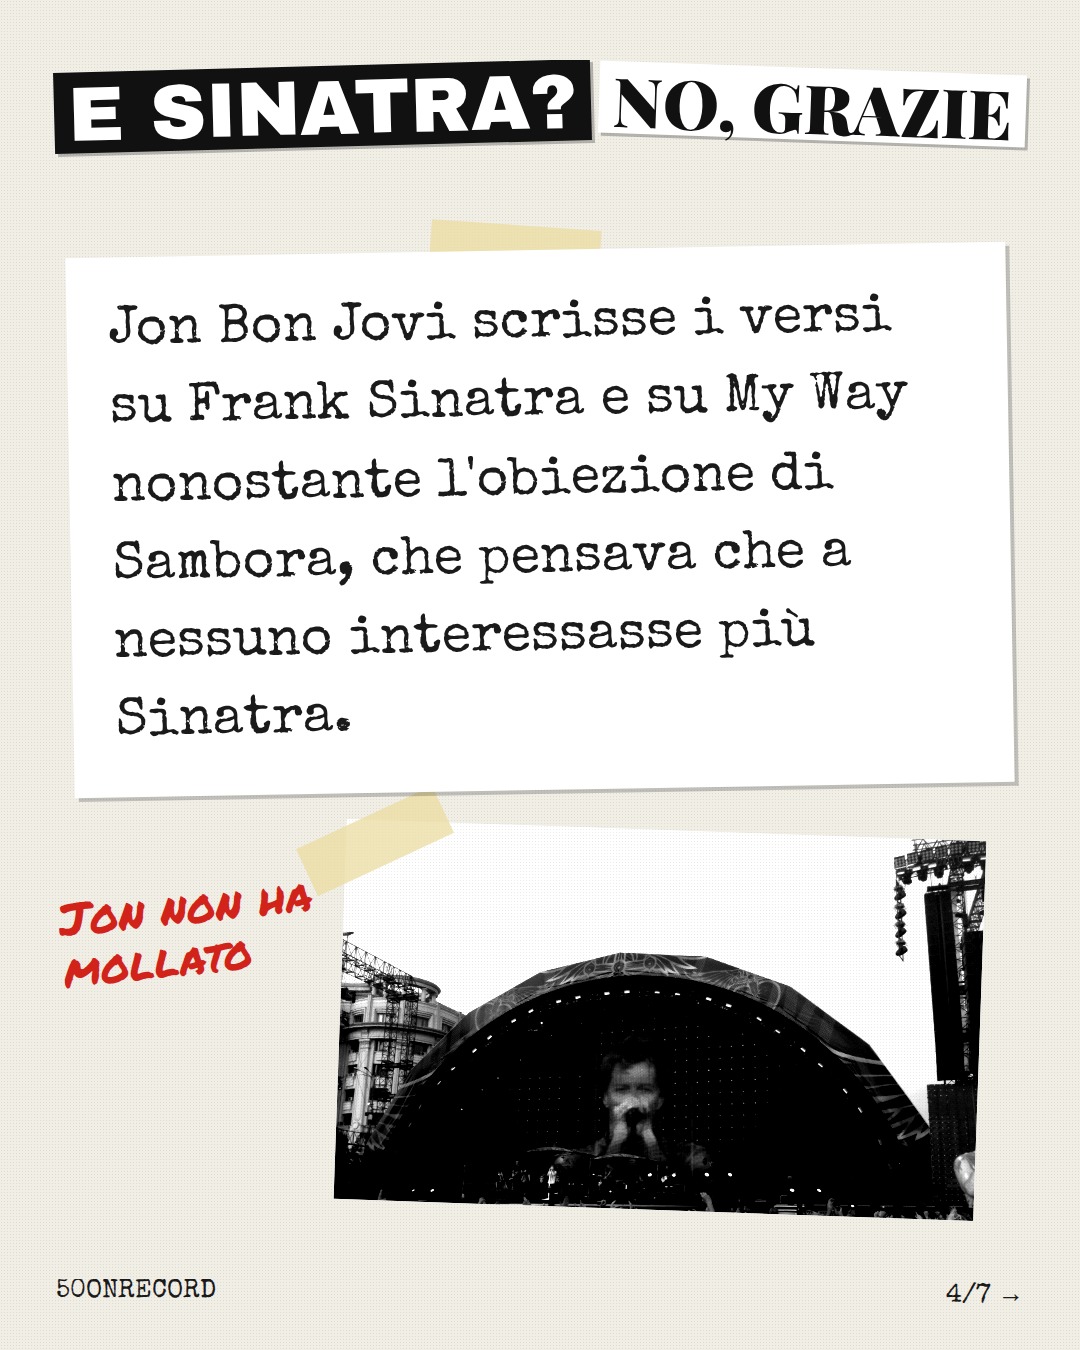 E SINATRA? NO, GRAZIE
Jon Bon Jovi scrisse i versi
su Frank Sinatra e su My Way
nonostante l'obiezione di
Sambora, che pensava che a
nessuno interessasse più
Sinatra.
JON NON HA
MOLLATO
50ONRECORD
4/7 →